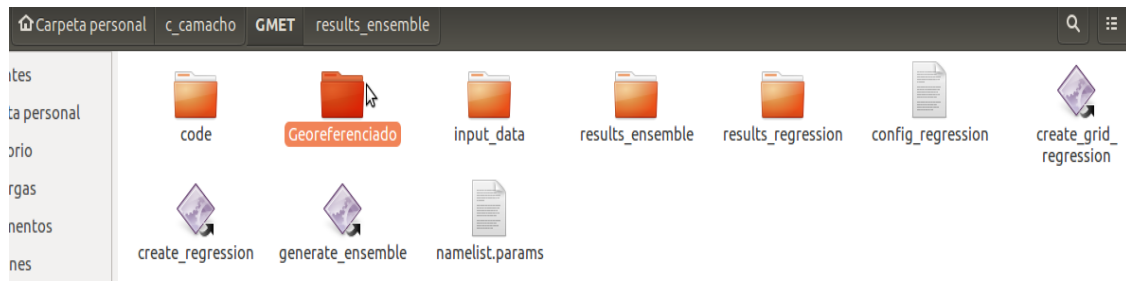 Carpeta personal c_camacho GMET results_ensemble
ntes
ta personal
orio
rgas
mentos
nes
code Georeferenciado input_data results_ensemble results_regression config_regression create_grid_
regression
create_regression generate_ensemble namelist.params